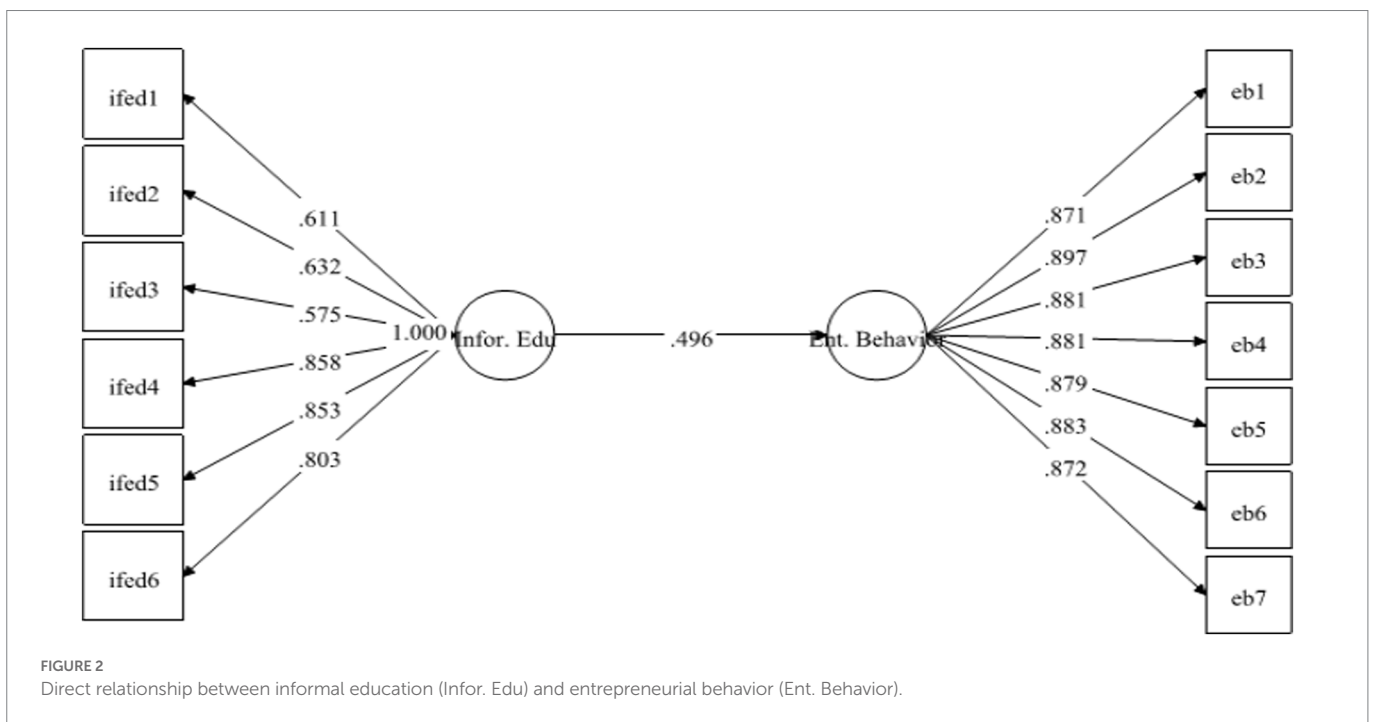 ifed1
ifed2
ifed3
ifed4
ifed5
ifed6
.611
.632
.575
.858
.853
.803
1.000
Infor. Edu
.496
Ent. Behavior
.871
.897
.881
.881
.879
.883
.872
eb1
eb2
eb3
eb4
eb5
eb6
eb7
FIGURE 2
Direct relationship between informal education (Infor. Edu) and entrepreneurial behavior (Ent. Behavior).